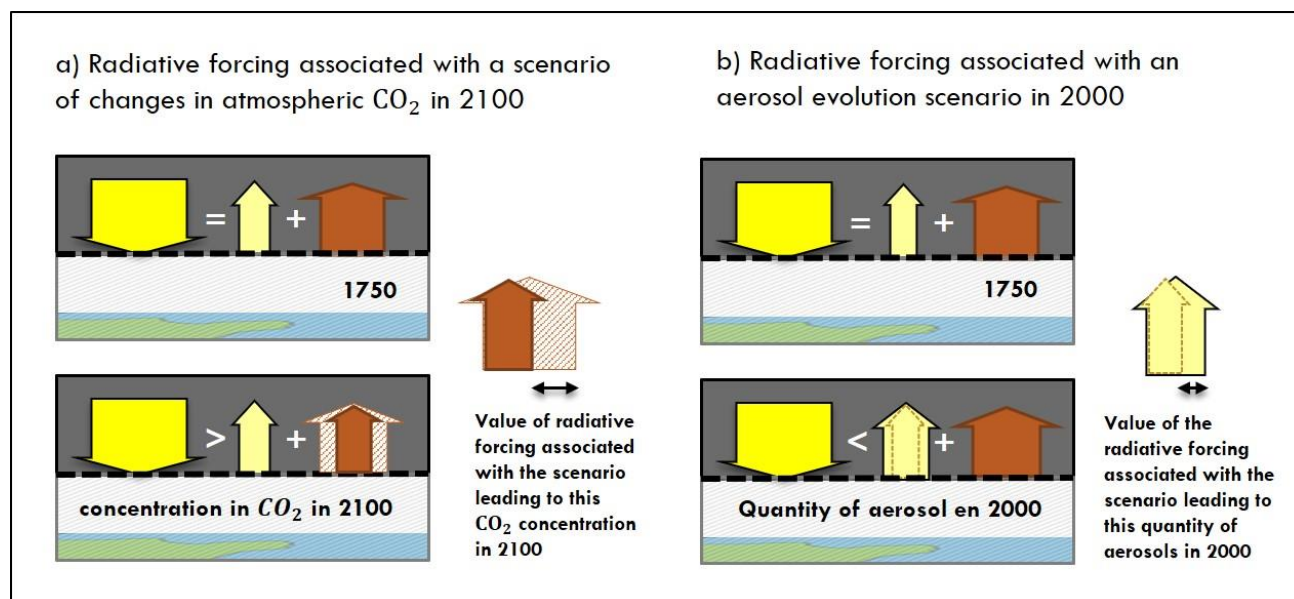 a) Radiative forcing associated with a scenario
of changes in atmospheric CO₂ in 2100
= +
1750
> +
concentration in CO₂ in 2100
Value of radiative
forcing associated
with the scenario
leading to this
CO₂ concentration
in 2100
b) Radiative forcing associated with an
aerosol evolution scenario in 2000
= +
1750
< +
Quantity of aerosol en 2000
Value of the
radiative forcing
associated with the
scenario leading to
this quantity of
aerosols in 2000